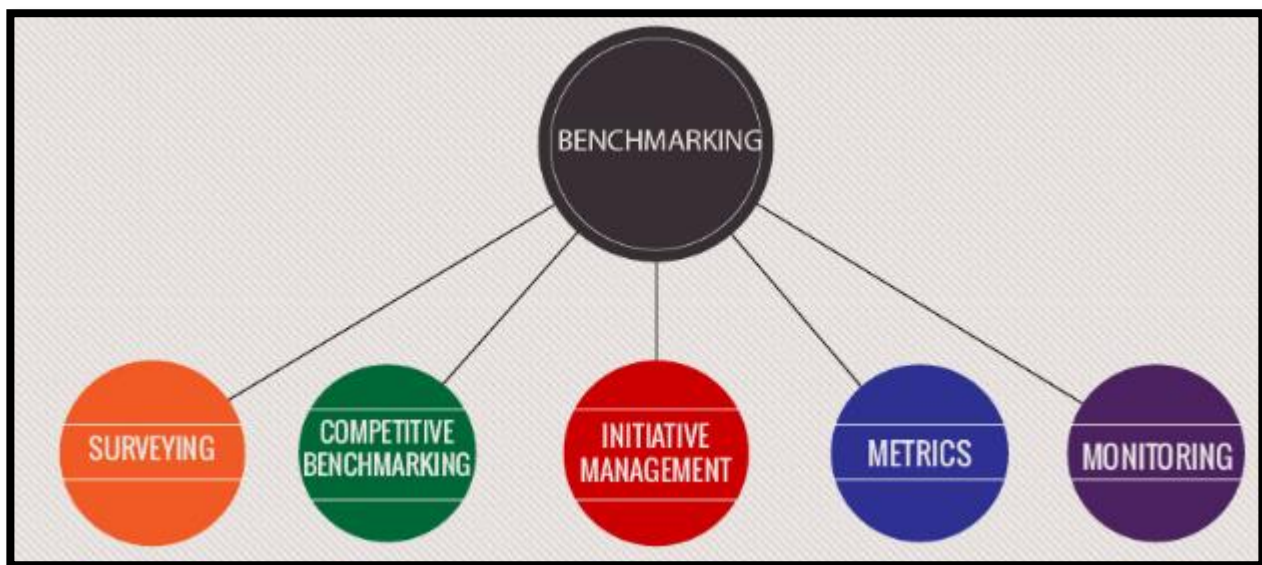 BENCHMARKING
SURVEYING
COMPETITIVE
BENCHMARKING
INITIATIVE
MANAGEMENT
METRICS
MONITORING